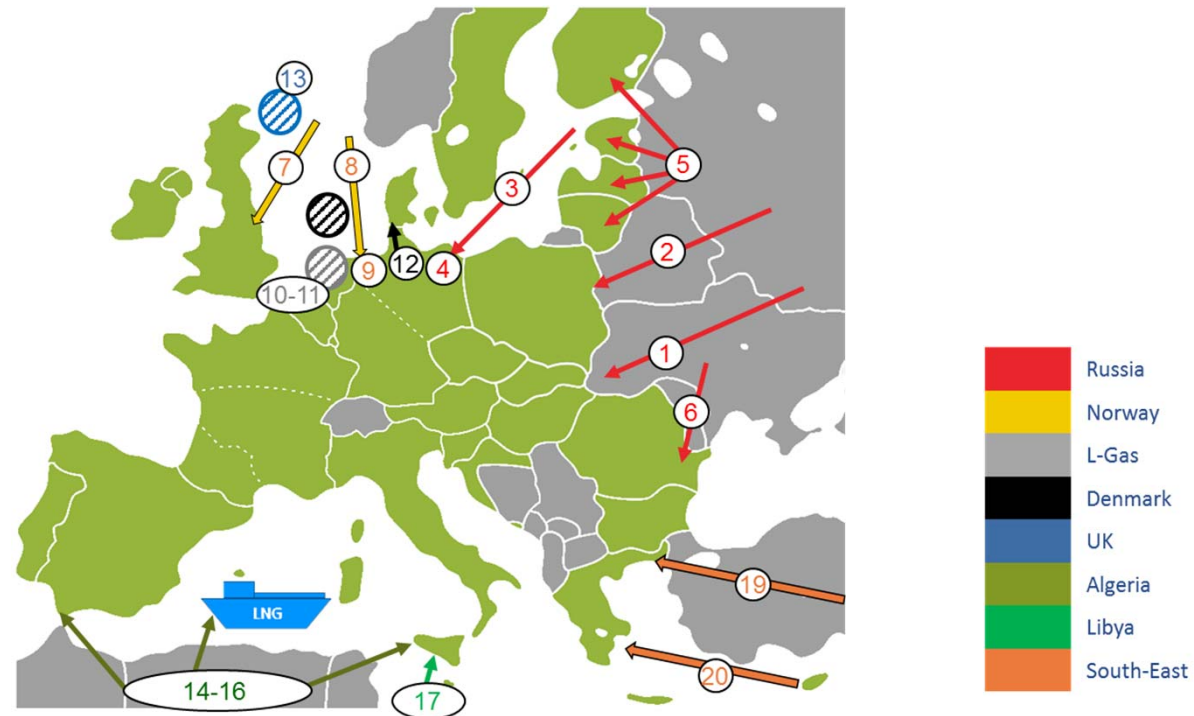 13
7
8
5
3
2
12
4
9
10-11
1
6
19
LNG
20
14-16
17
Russia
Norway
L-Gas
Denmark
UK
Algeria
Libya
South-East